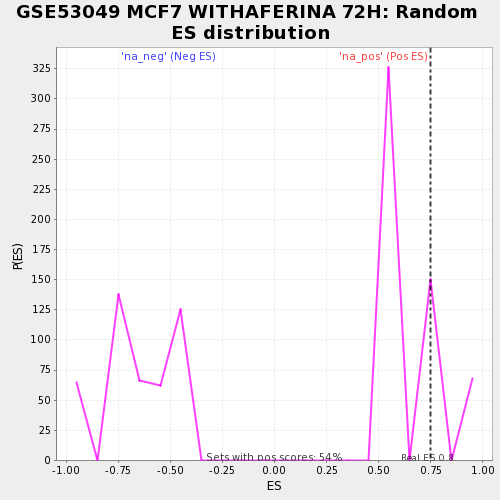 GSE53049 MCF7 WITHAFERINA 72H: Random
ES distribution
'na_neg' (Neg ES)
'na_pos' (Pos ES)
325
300
275
250
225
200
175
150
125
100
75
50
25
0
P(ES)
Sets with pos scores: 54%
Real ES 0.8
-1.00 -0.75 -0.50 -0.25 0.00 0.25 0.50 0.75 1.00
ES